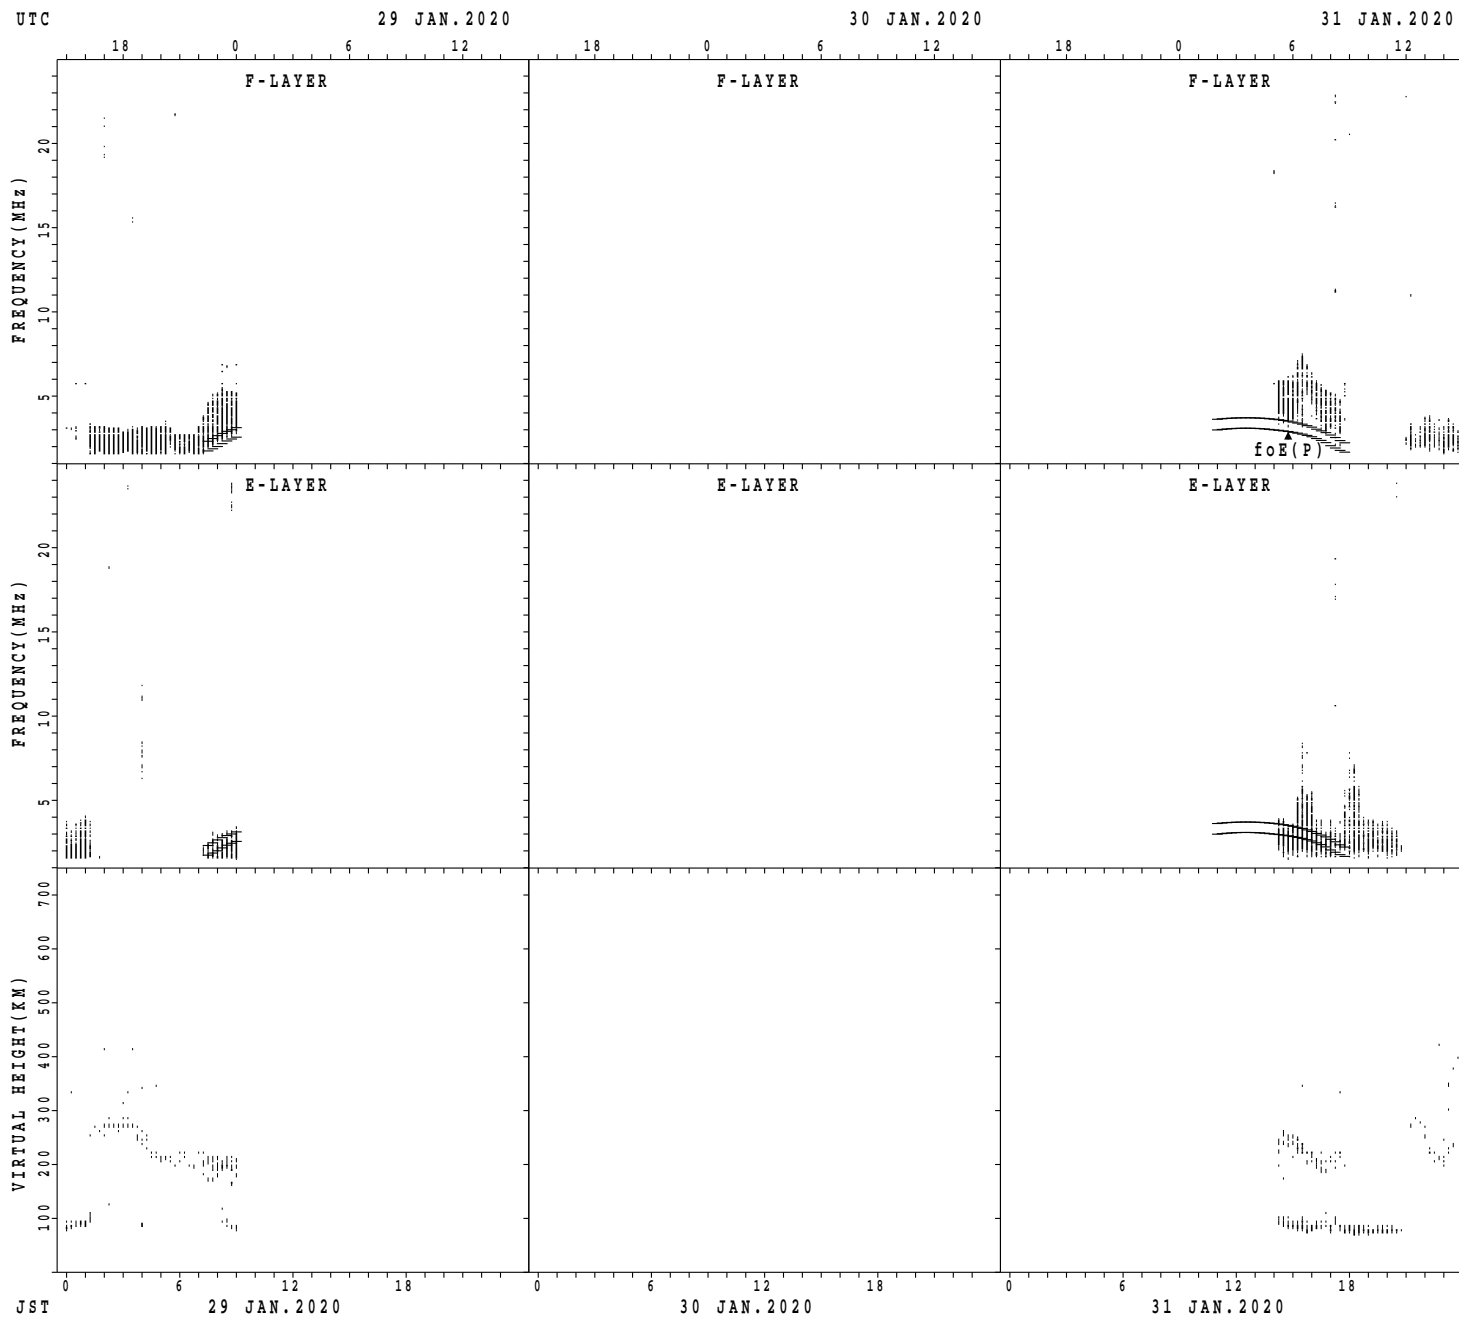 UTC 29 JAN.2020 30 JAN.2020 31 JAN.2020
18 0 6 12 18 0 6 12 18 0 6 12
F-LAYER F-LAYER F-LAYER
FREQUENCY(MHz)
20
15
10
5
foE(P)
E-LAYER E-LAYER E-LAYER
FREQUENCY(MHz)
20
15
10
5
VIRTUAL HEIGHT(KM)
700
600
500
400
300
200
100
0 6 12 18 0 6 12 18 0 6 12 18
JST 29 JAN.2020 30 JAN.2020 31 JAN.2020